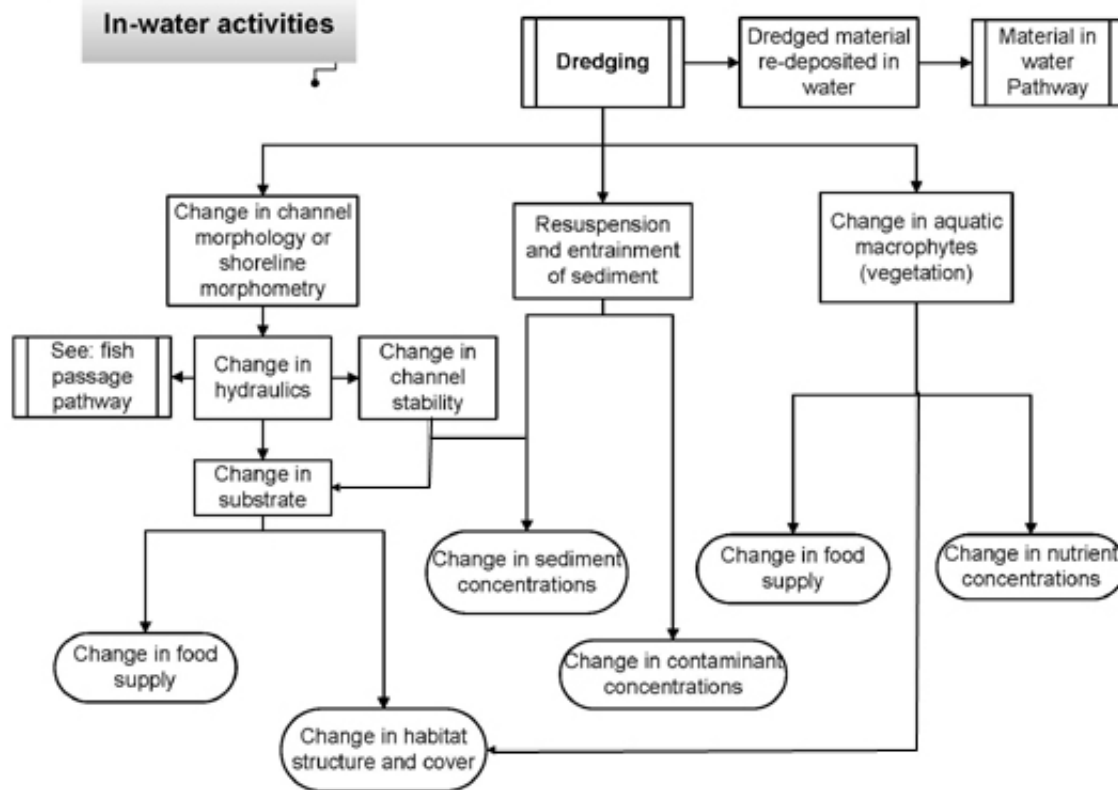 In-water activities
Dredging
Dredged material
re-deposited in
water
Material in
water
Pathway
Change in channel
morphology or
shoreline
morphometry
Resuspension
and entrainment
of sediment
Change in aquatic
macrophytes
(vegetation)
See: fish
passage
pathway
Change in
hydraulics
Change in
channel
stability
Change in
substrate
Change in sediment
concentrations
Change in food
supply
Change in nutrient
concentrations
Change in food
supply
Change in contaminant
concentrations
Change in habitat
structure and cover